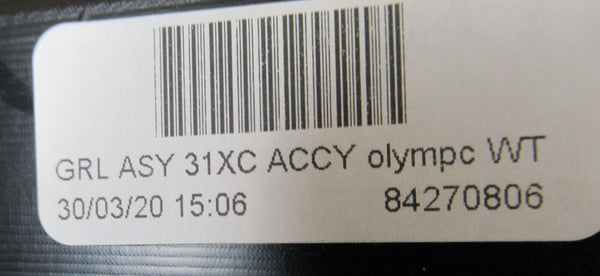 GRL ASY 31XC ACCY olympc WT
30/03/20 15:06 84270806